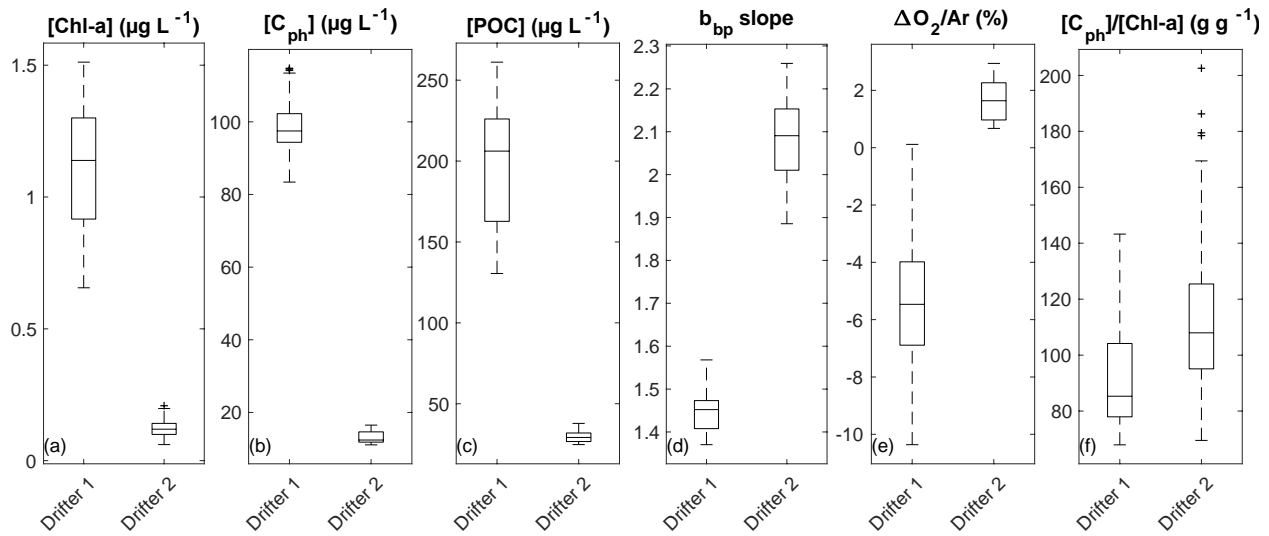 [Chl-a] (µg L⁻¹)
1.5
1
0.5
0
(a)
Drifter 1
Drifter 2
[C_ph] (µg L⁻¹)
100
80
60
40
20
(b)
Drifter 1
Drifter 2
[POC] (µg L⁻¹)
250
200
150
100
50
(c)
Drifter 1
Drifter 2
b_bp slope
2.3
2.2
2.1
2
1.9
1.8
1.7
1.6
1.5
1.4
(d)
Drifter 1
Drifter 2
ΔO₂/Ar (%)
2
0
-2
-4
-6
-8
-10
(e)
Drifter 1
Drifter 2
[C_ph]/[Chl-a] (g g⁻¹)
200
180
160
140
120
100
80
(f)
Drifter 1
Drifter 2